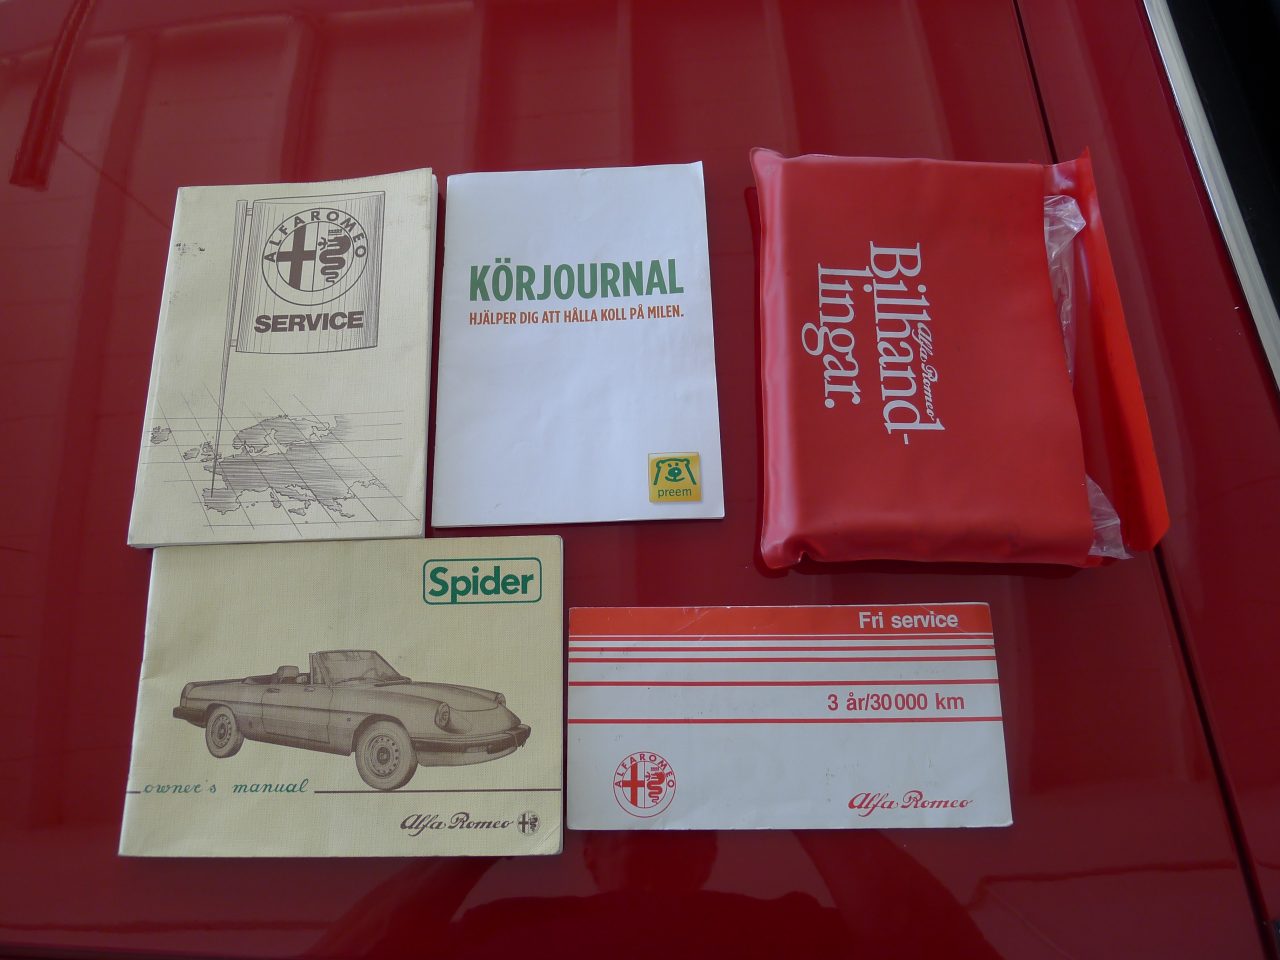 ALFA ROMEO
SERVICE
KÖRJOURNAL
HJÄLPER DIG ATT HÅLLA KOLL PÅ MILEN.
preem
Bilhand-
lingar.
Alfa Romeo
Spider
owner's manual
Alfa Romeo
Fri service
3 år/30 000 km
ALFA ROMEO
Alfa Romeo